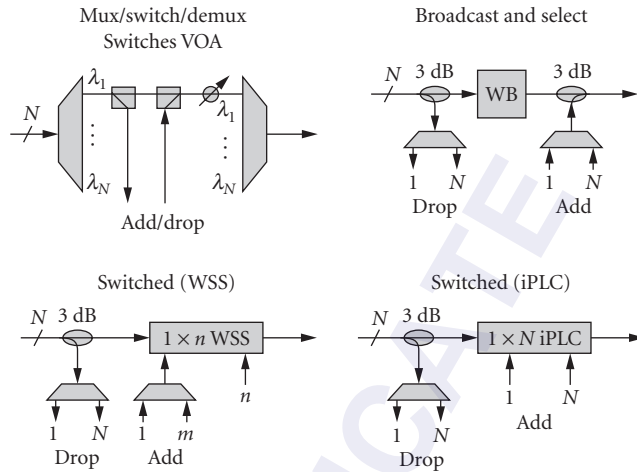 Mux/switch/demux
Switches VOA
N
λ1
λ1
λN
λN
Add/drop
Broadcast and select
N
3 dB
WB
3 dB
1
N
1
N
Drop
Add
Switched (WSS)
N
3 dB
1 × n WSS
n
1
N
1
m
Drop
Add
Switched (iPLC)
N
3 dB
1 × N iPLC
1
N
Add
1
N
Drop